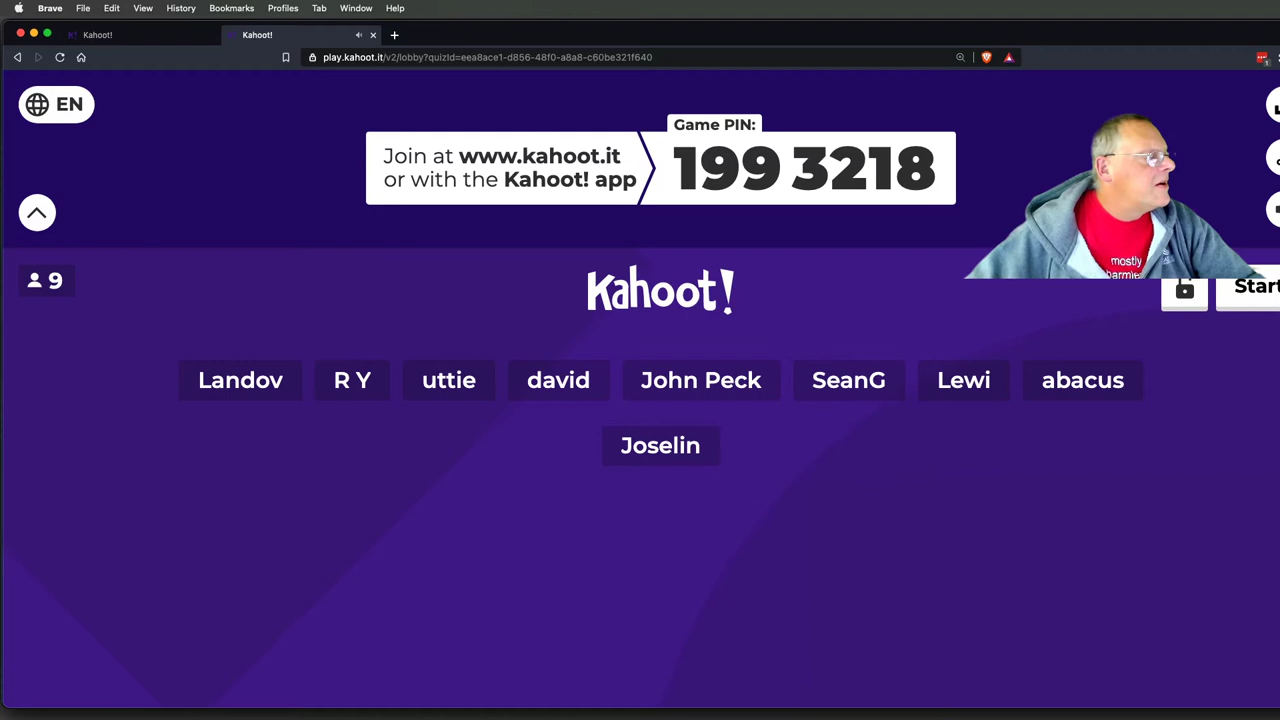 Brave File Edit View History Bookmarks Profiles Tab Window Help
Kahoot! Kahoot!
play.kahoot.it/v2/lobby?quizId=eea8ace1-d856-48f0-a8a8-c60be321f640
EN
Game PIN:
Join at www.kahoot.it
or with the Kahoot! app
199 3218
mostly
harmle
9
Kahoot!
Start
Landov R Y uttie david John Peck SeanG Lewi abacus
Joselin